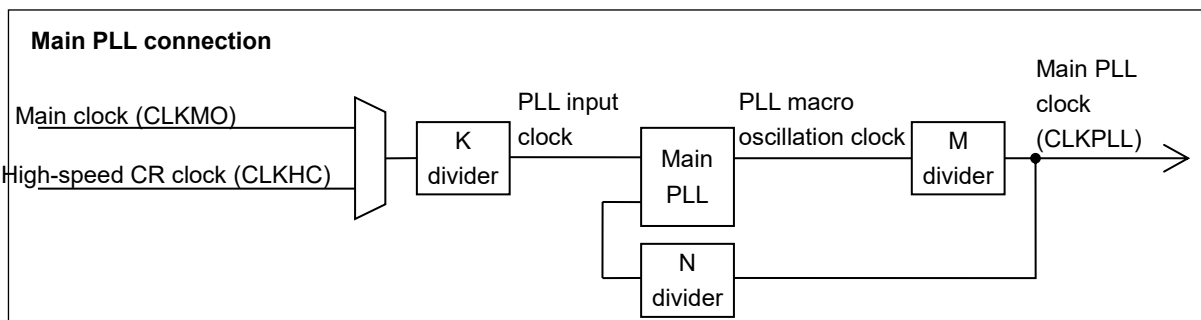 Main PLL connection
Main clock (CLKMO)
High-speed CR clock (CLKHC)
K
divider
PLL input
clock
Main
PLL
PLL macro
oscillation clock
M
divider
Main PLL
clock
(CLKPLL)
N
divider